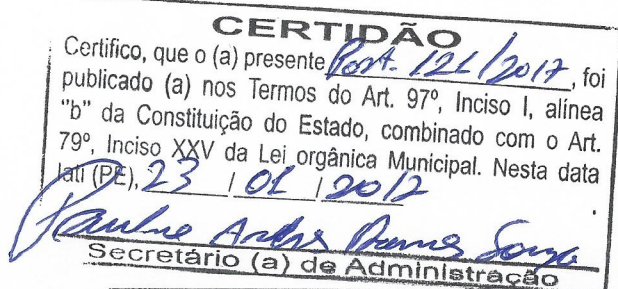 CERTIDÃO
Certifico, que o (a) presente Port. 121/2017, foi
publicado (a) nos Termos do Art. 97º, Inciso I, alínea
"b" da Constituição do Estado, combinado com o Art.
79º, Inciso XXV da Lei orgânica Municipal. Nesta data
Iati (PE), 23 / 01 / 2017 .
Souza
Secretário (a) de Administração